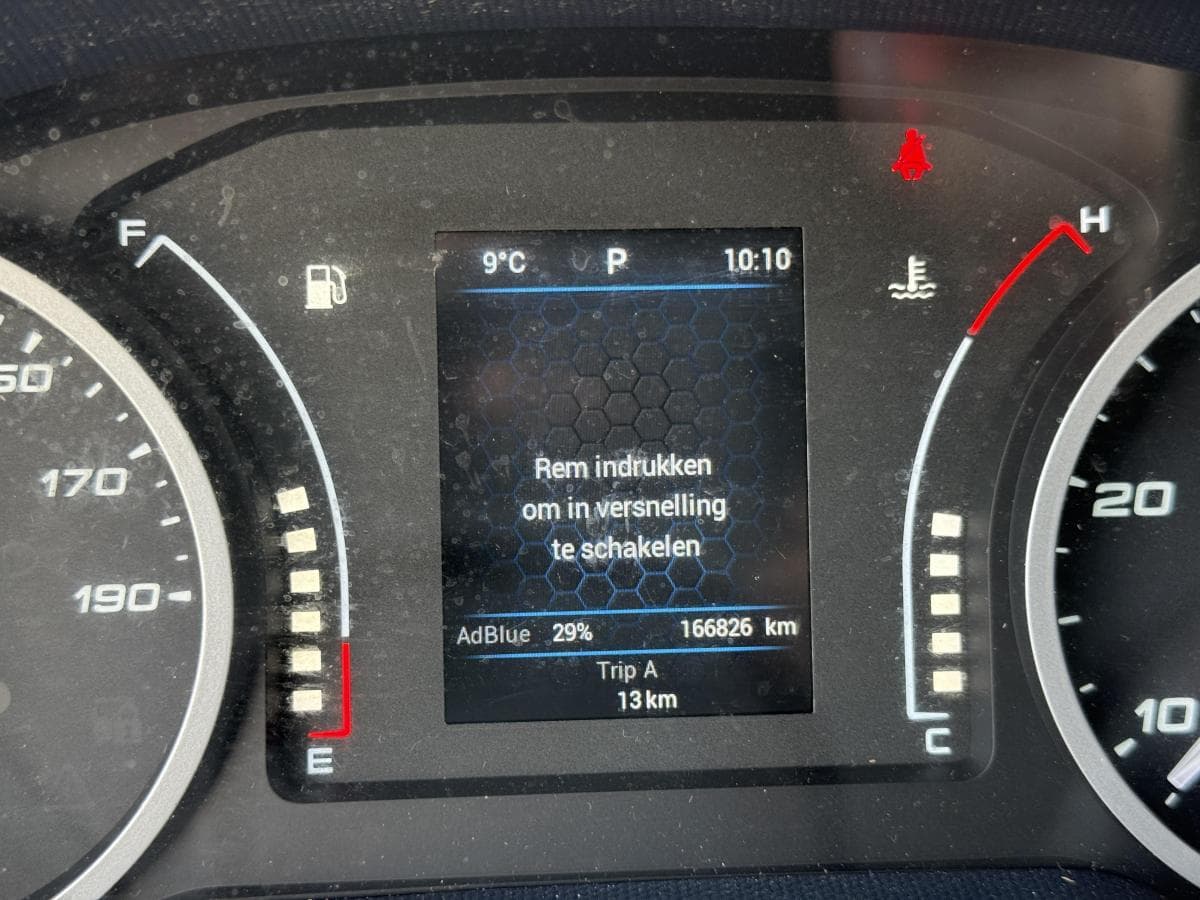 9°C P 10:10
F
H
170
190
20
10
Rem indrukken
om in versnelling
te schakelen
AdBlue 29% 166826 km
Trip A
13 km
E
C